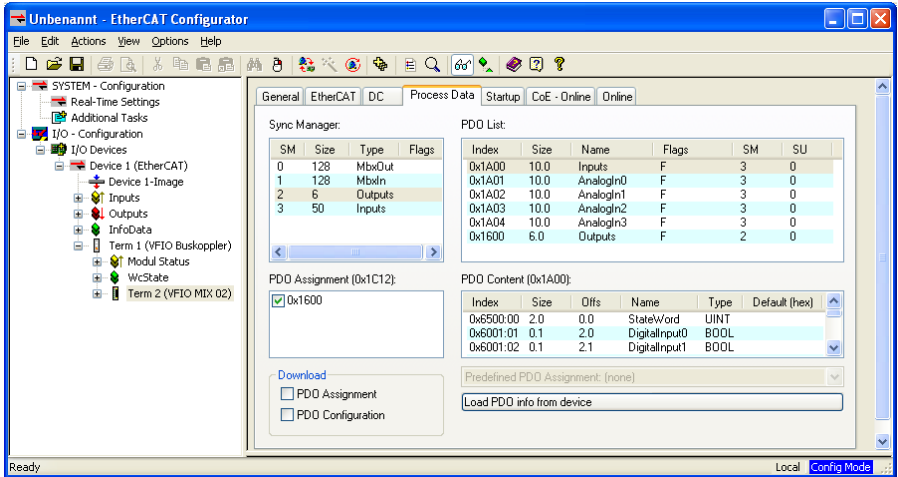 Unbenannt - EtherCAT Configurator
File Edit Actions View Options Help
SYSTEM - Configuration
Real-Time Settings
Additional Tasks
I/O - Configuration
I/O Devices
Device 1 (EtherCAT)
Device 1-Image
Inputs
Outputs
InfoData
Term 1 (VFIO Buskoppler)
Modul Status
WcState
Term 2 (VFIO MIX 02)
General EtherCAT DC Process Data Startup CoE - Online Online
Sync Manager:
SM Size Type Flags
0 128 MbxOut
1 128 MbxIn
2 6 Outputs
3 50 Inputs
PDO List:
Index Size Name Flags SM SU
0x1A00 10.0 Inputs F 3 0
0x1A01 10.0 AnalogIn0 F 3 0
0x1A02 10.0 AnalogIn1 F 3 0
0x1A03 10.0 AnalogIn2 F 3 0
0x1A04 10.0 AnalogIn3 F 3 0
0x1600 6.0 Outputs F 2 0
PDO Assignment (0x1C12):
0x1600
PDO Content (0x1A00):
Index Size Offs Name Type Default (hex)
0x6500:00 2.0 0.0 StateWord UINT
0x6001:01 0.1 2.0 DigitalInput0 BOOL
0x6001:02 0.1 2.1 DigitalInput1 BOOL
Download
PDO Assignment
PDO Configuration
Predefined PDO Assignment: (none)
Load PDO info from device
Ready Local Config Mode